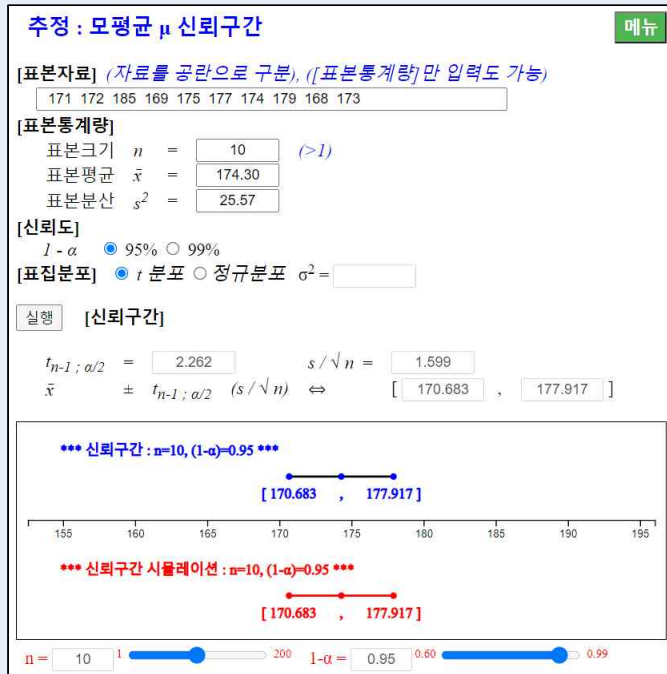 추정 : 모평균 μ 신뢰구간 메뉴
[표본자료] (자료를 공란으로 구분), ([표본통계량]만 입력도 가능)
171 172 185 169 175 177 174 179 168 173
[표본통계량]
표본크기 n = 10 (>1)
표본평균 x̄ = 174.30
표본분산 s² = 25.57
[신뢰도]
1 - α 95% 99%
[표집분포] t 분포 정규분포 σ² =
실행 [신뢰구간]
t n-1 ; α/2 = 2.262 s / √ n = 1.599
x̄ ± t n-1 ; α/2 (s / √ n) ⇔ [ 170.683 , 177.917 ]
*** 신뢰구간 : n=10, (1-α)=0.95 ***
[ 170.683 , 177.917 ]
155 160 165 170 175 180 185 190 195
*** 신뢰구간 시뮬레이션 : n=10, (1-α)=0.95 ***
[ 170.683 , 177.917 ]
n = 10 1 200 1-α = 0.95 0.60 0.99